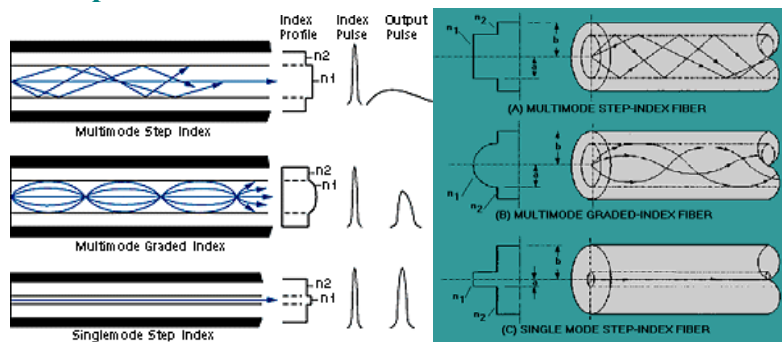 Index Profile
Index Pulse
Output Pulse
n2
n1
Multimode Step Index
n2
n1
Multimode Graded Index
n2
n1
Singlemode Step Index
n2
n1
b
a
(A) MULTIMODE STEP-INDEX FIBER
b
a
n1
n2
(B) MULTIMODE GRADED-INDEX FIBER
b
a
n1
n2
(C) SINGLE MODE STEP-INDEX FIBER